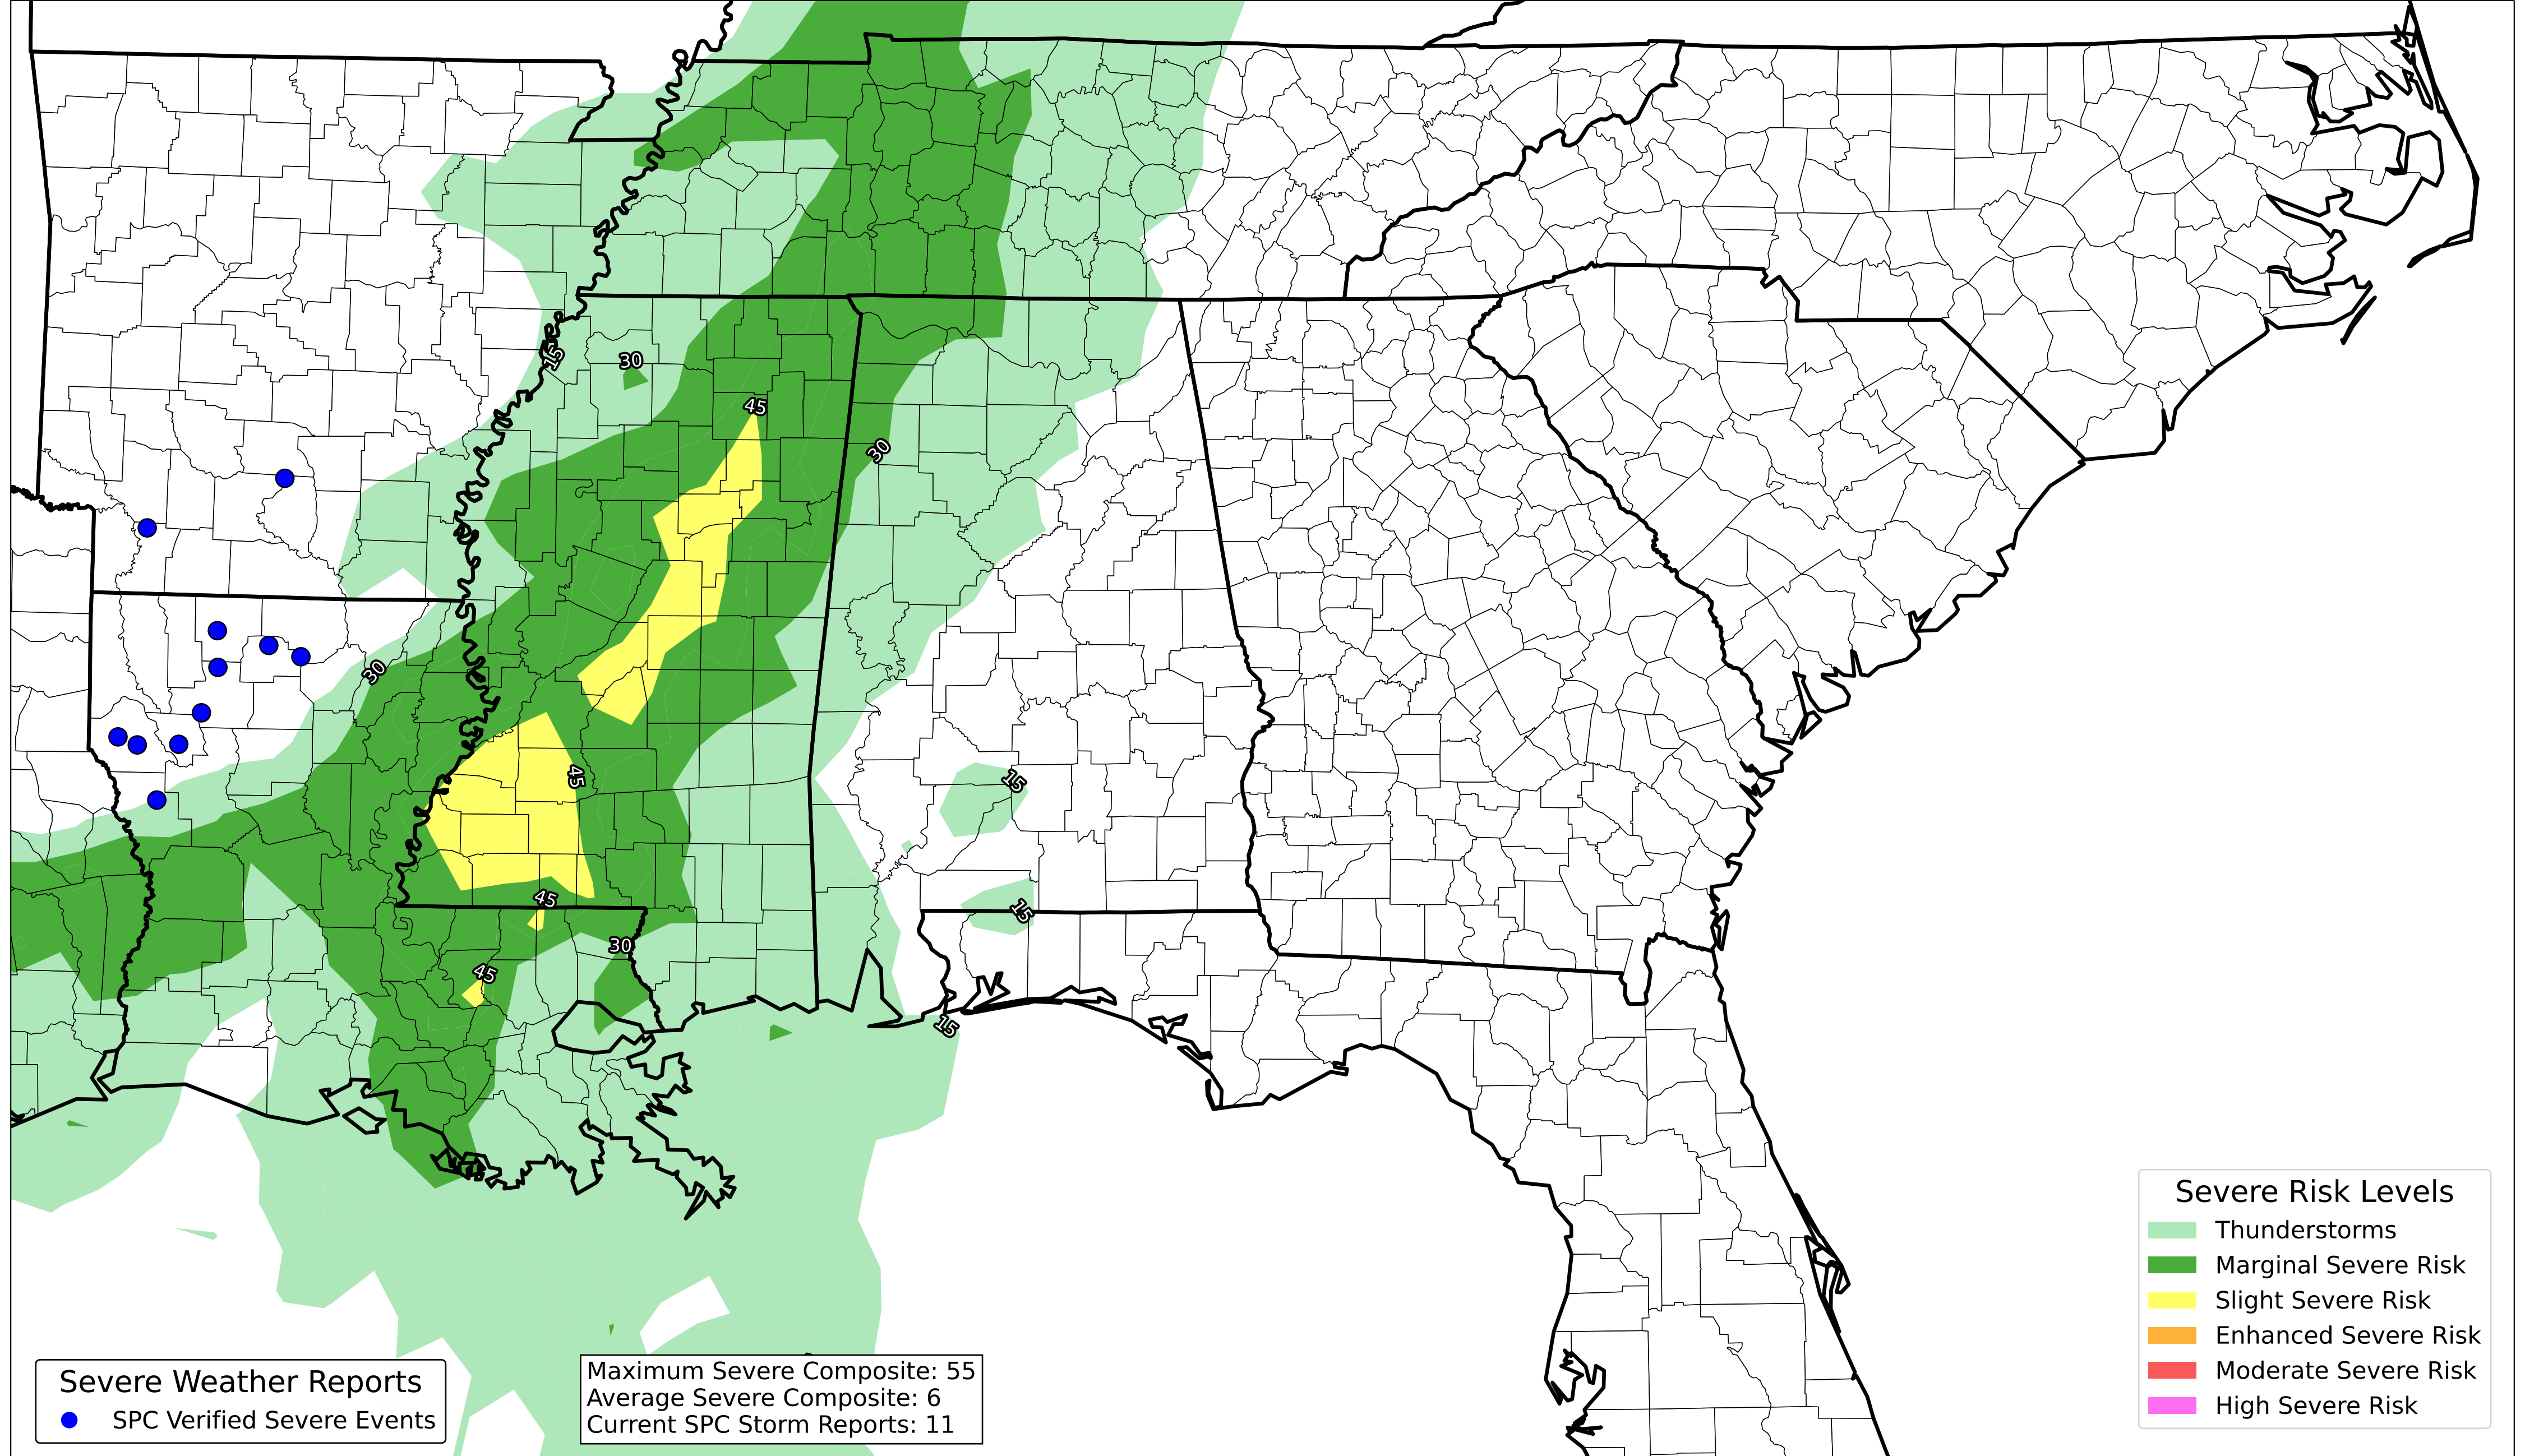 15
30
45
30
30
45
15
45
15
30
45
15
Severe Risk Levels
Thunderstorms
Marginal Severe Risk
Slight Severe Risk
Enhanced Severe Risk
Moderate Severe Risk
High Severe Risk
Severe Weather Reports
SPC Verified Severe Events
Maximum Severe Composite: 55
Average Severe Composite: 6
Current SPC Storm Reports: 11